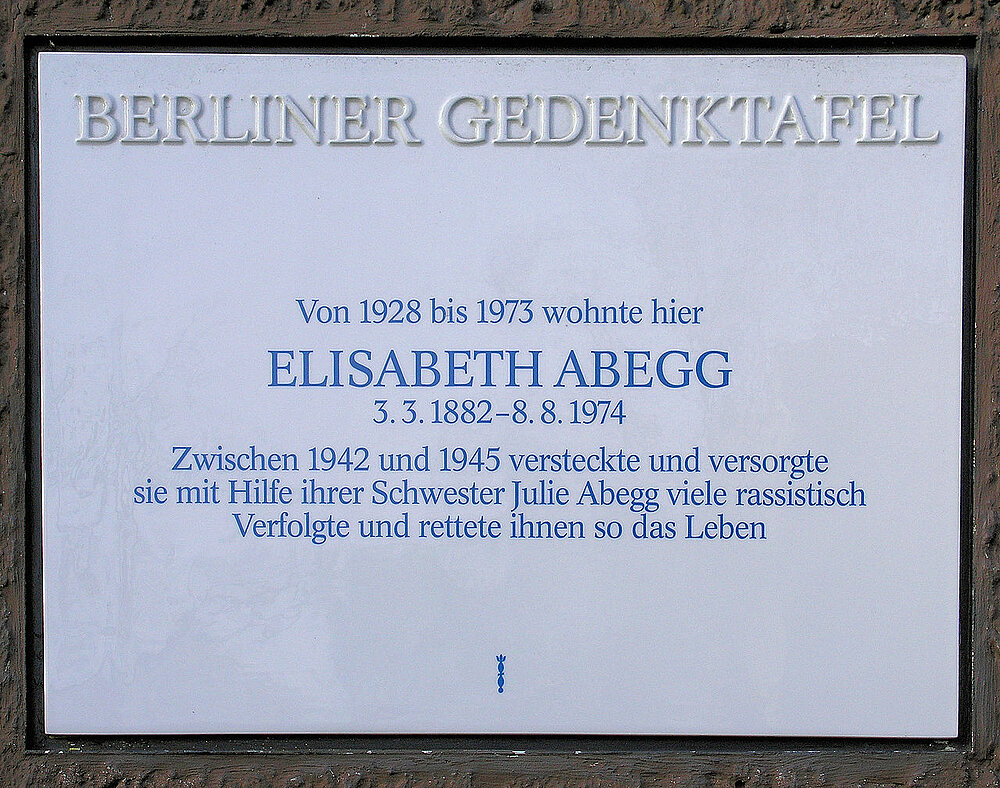 BERLINER GEDENKTAFEL
Von 1928 bis 1973 wohnte hier
ELISABETH ABEGG
3. 3. 1882–8. 8. 1974
Zwischen 1942 und 1945 versteckte und versorgte
sie mit Hilfe ihrer Schwester Julie Abegg viele rassistisch
Verfolgte und rettete ihnen so das Leben